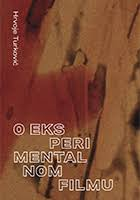 Hrvoje Turković
O EKS
PERI
MENTAL
NOM
FILMU